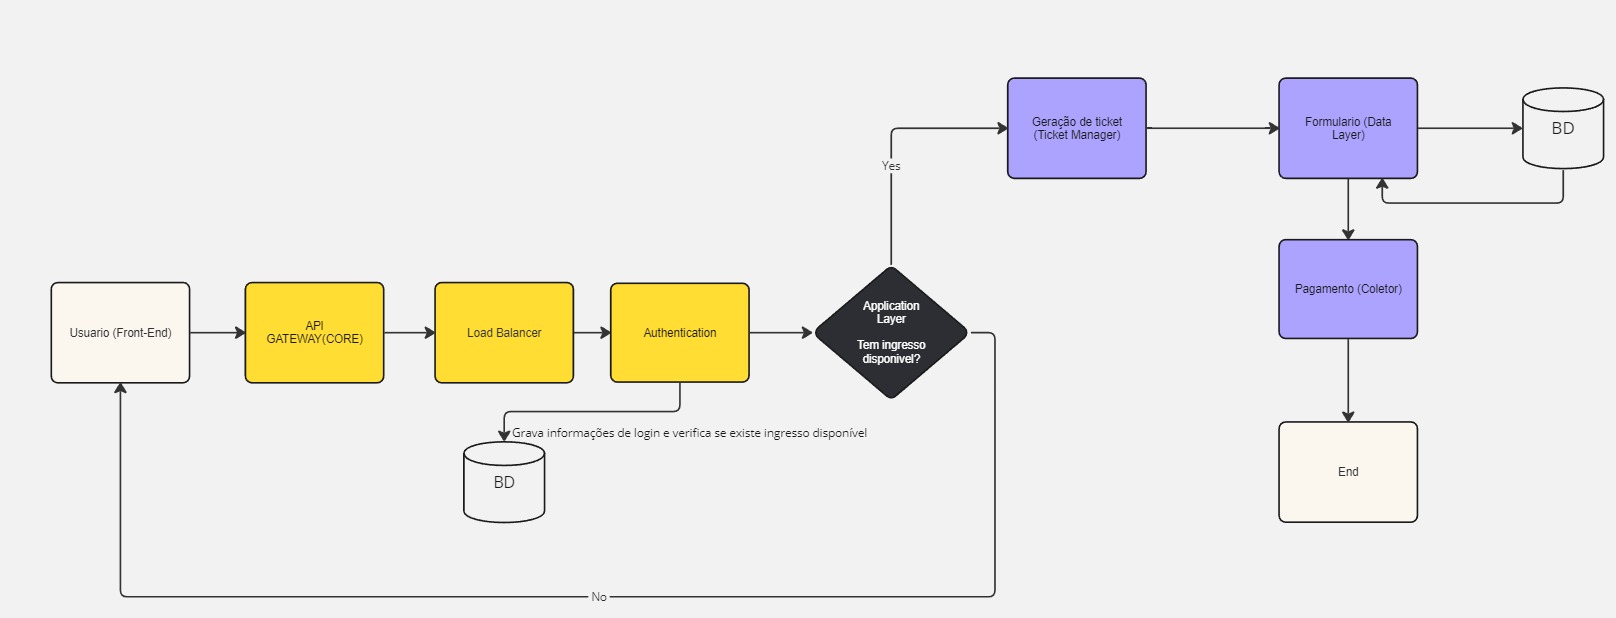 Geração de ticket
(Ticket Manager)
Formulario (Data
Layer)
BD
Yes
Pagamento (Coletor)
Usuario (Front-End)
API
GATEWAY(CORE)
Load Balancer
Authentication
Application
Layer
Tem ingresso
disponivel?
Grava informações de login e verifica se existe ingresso disponível
BD
End
No